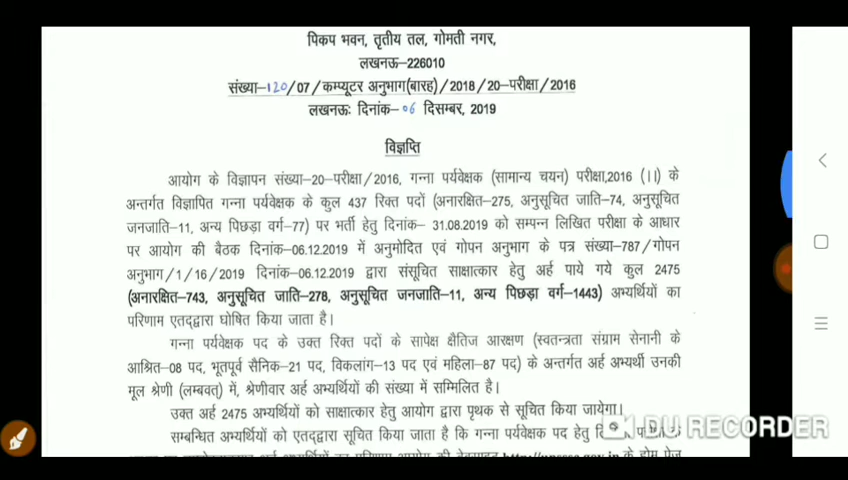 पिकप भवन, तृतीय तल, गोमती नगर,
लखनऊ-226010
संख्या-120/07/कम्प्यूटर अनुभाग(बारह)/2018/20-परीक्षा/2016
लखनऊः दिनांक-06 दिसम्बर, 2019
विज्ञप्ति
आयोग के विज्ञापन संख्या-20-परीक्षा/2016, गन्ना पर्यवेक्षक (सामान्य चयन) परीक्षा,2016 (।।) के
अन्तर्गत विज्ञापित गन्ना पर्यवेक्षक के कुल 437 रिक्त पदों (अनारक्षित-275, अनुसूचित जाति-74, अनुसूचित
जनजाति-11, अन्य पिछड़ा वर्ग-77) पर भर्ती हेतु दिनांक- 31.08.2019 को सम्पन्न लिखित परीक्षा के आधार
पर आयोग की बैठक दिनांक-06.12.2019 में अनुमोदित एवं गोपन अनुभाग के पत्र संख्या-787/गोपन
अनुभाग/1/16/2019 दिनांक-06.12.2019 द्वारा संसूचित साक्षात्कार हेतु अर्ह पाये गये कुल 2475
(अनारक्षित-743, अनुसूचित जाति-278, अनुसूचित जनजाति-11, अन्य पिछड़ा वर्ग-1443) अभ्यर्थियों का
परिणाम एतद्द्वारा घोषित किया जाता है।
गन्ना पर्यवेक्षक पद के उक्त रिक्त पदों के सापेक्ष क्षैतिज आरक्षण (स्वतन्त्रता संग्राम सेनानी के
आश्रित-08 पद, भूतपूर्व सैनिक-21 पद, विकलांग-13 पद एवं महिला-87 पद) के अन्तर्गत अर्ह अभ्यर्थी उनकी
मूल श्रेणी (लम्बवत्) में, श्रेणीवार अर्ह अभ्यर्थियों की संख्या में सम्मिलित है।
उक्त अर्ह 2475 अभ्यर्थियों को साक्षात्कार हेतु आयोग द्वारा पृथक से सूचित किया जायेगा।
सम्बन्धित अभ्यर्थियों को एतद्द्वारा सूचित किया जाता है कि गन्ना पर्यवेक्षक पद हेतु
DU RECORDER
परिणाम आयोग की वेबसाइट http://upsssc.gov.in के होम पेज